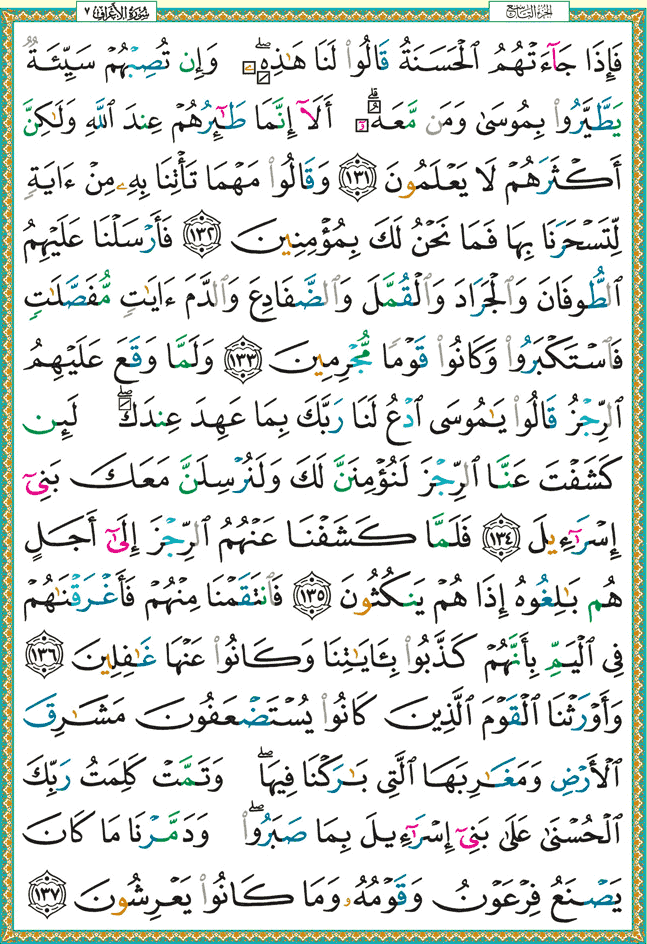 الجزء التاسع سورة الأعراف ٧
فَإِذَا جَآءَتْهُمُ ٱلْحَسَنَةُ قَالُوا۟ لَنَا هَٰذِهِۦ ۖ وَإِن تُصِبْهُمْ سَيِّئَةٌ
يَطَّيَّرُوا۟ بِمُوسَىٰ وَمَن مَّعَهُۥٓ ۗ أَلَآ إِنَّمَا طَٰٓئِرُهُمْ عِندَ ٱللَّهِ وَلَٰكِنَّ
أَكْثَرَهُمْ لَا يَعْلَمُونَ ١٣١ وَقَالُوا۟ مَهْمَا تَأْتِنَا بِهِۦ مِنْ ءَايَةٍ
لِّتَسْحَرَنَا بِهَا فَمَا نَحْنُ لَكَ بِمُؤْمِنِينَ ١٣٢ فَأَرْسَلْنَا عَلَيْهِمُ
ٱلطُّوفَانَ وَٱلْجَرَادَ وَٱلْقُمَّلَ وَٱلضَّفَادِعَ وَٱلدَّمَ ءَايَٰتٍ مُّفَصَّلَٰتٍ
فَٱسْتَكْبَرُوا۟ وَكَانُوا۟ قَوْمًا مُّجْرِمِينَ ١٣٣ وَلَمَّا وَقَعَ عَلَيْهِمُ
ٱلرِّجْزُ قَالُوا۟ يَٰمُوسَى ٱدْعُ لَنَا رَبَّكَ بِمَا عَهِدَ عِندَكَ ۖ لَئِن
كَشَفْتَ عَنَّا ٱلرِّجْزَ لَنُؤْمِنَنَّ لَكَ وَلَنُرْسِلَنَّ مَعَكَ بَنِىٓ
إِسْرَٰٓءِيلَ ١٣٤ فَلَمَّا كَشَفْنَا عَنْهُمُ ٱلرِّجْزَ إِلَىٰٓ أَجَلٍ
هُم بَٰلِغُوهُ إِذَا هُمْ يَنكُثُونَ ١٣٥ فَٱنتَقَمْنَا مِنْهُمْ فَأَغْرَقْنَٰهُمْ
فِى ٱلْيَمِّ بِأَنَّهُمْ كَذَّبُوا۟ بِـَٔايَٰتِنَا وَكَانُوا۟ عَنْهَا غَٰفِلِينَ ١٣٦
وَأَوْرَثْنَا ٱلْقَوْمَ ٱلَّذِينَ كَانُوا۟ يُسْتَضْعَفُونَ مَشَٰرِقَ
ٱلْأَرْضِ وَمَغَٰرِبَهَا ٱلَّتِى بَٰرَكْنَا فِيهَا ۖ وَتَمَّتْ كَلِمَتُ رَبِّكَ
ٱلْحُسْنَىٰ عَلَىٰ بَنِىٓ إِسْرَٰٓءِيلَ بِمَا صَبَرُوا۟ ۖ وَدَمَّرْنَا مَا كَانَ
يَصْنَعُ فِرْعَوْنُ وَقَوْمُهُۥ وَمَا كَانُوا۟ يَعْرِشُونَ ١٣٧